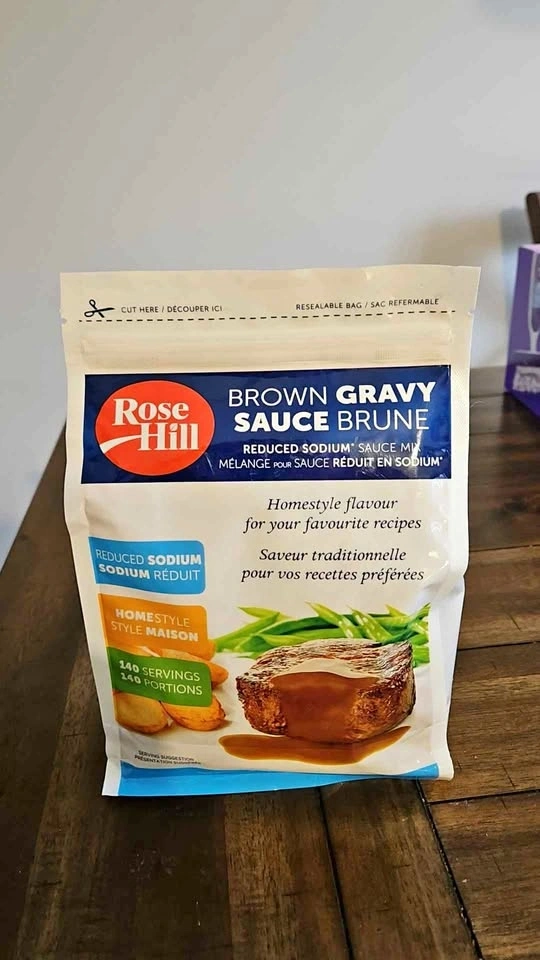 CUT HERE / DÉCOUPER ICI
RESEALABLE BAG / SAC REFERMABLE
Rose
Hill
BROWN GRAVY
SAUCE BRUNE
REDUCED SODIUM* SAUCE MIX
MÉLANGE POUR SAUCE RÉDUIT EN SODIUM*
Homestyle flavour
for your favourite recipes
Saveur traditionnelle
pour vos recettes préférées
REDUCED SODIUM
SODIUM RÉDUIT
HOMESTYLE
STYLE MAISON
140 SERVINGS
140 PORTIONS
SERVING SUGGESTION
PRÉSENTATION SUGGÉRÉE